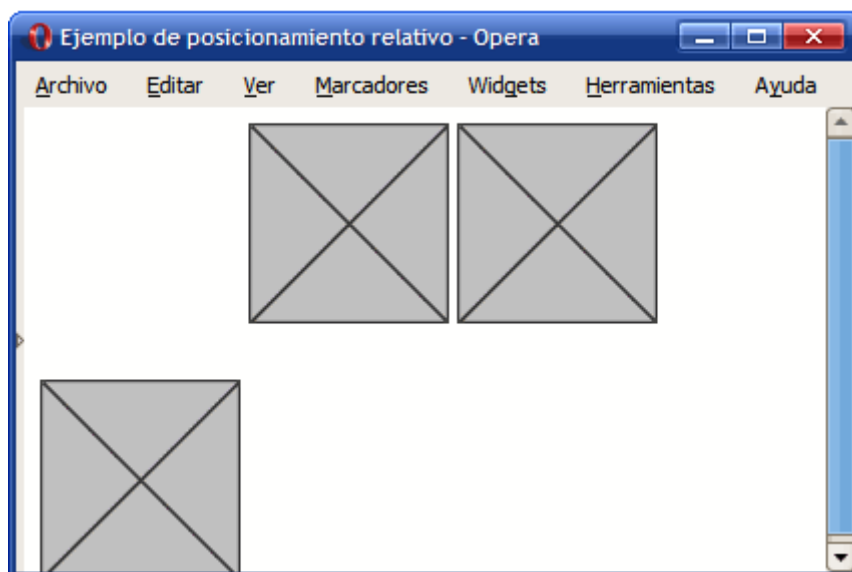 Ejemplo de posicionamiento relativo - Opera
Archivo Editar Ver Marcadores Widgets Herramientas Ayuda